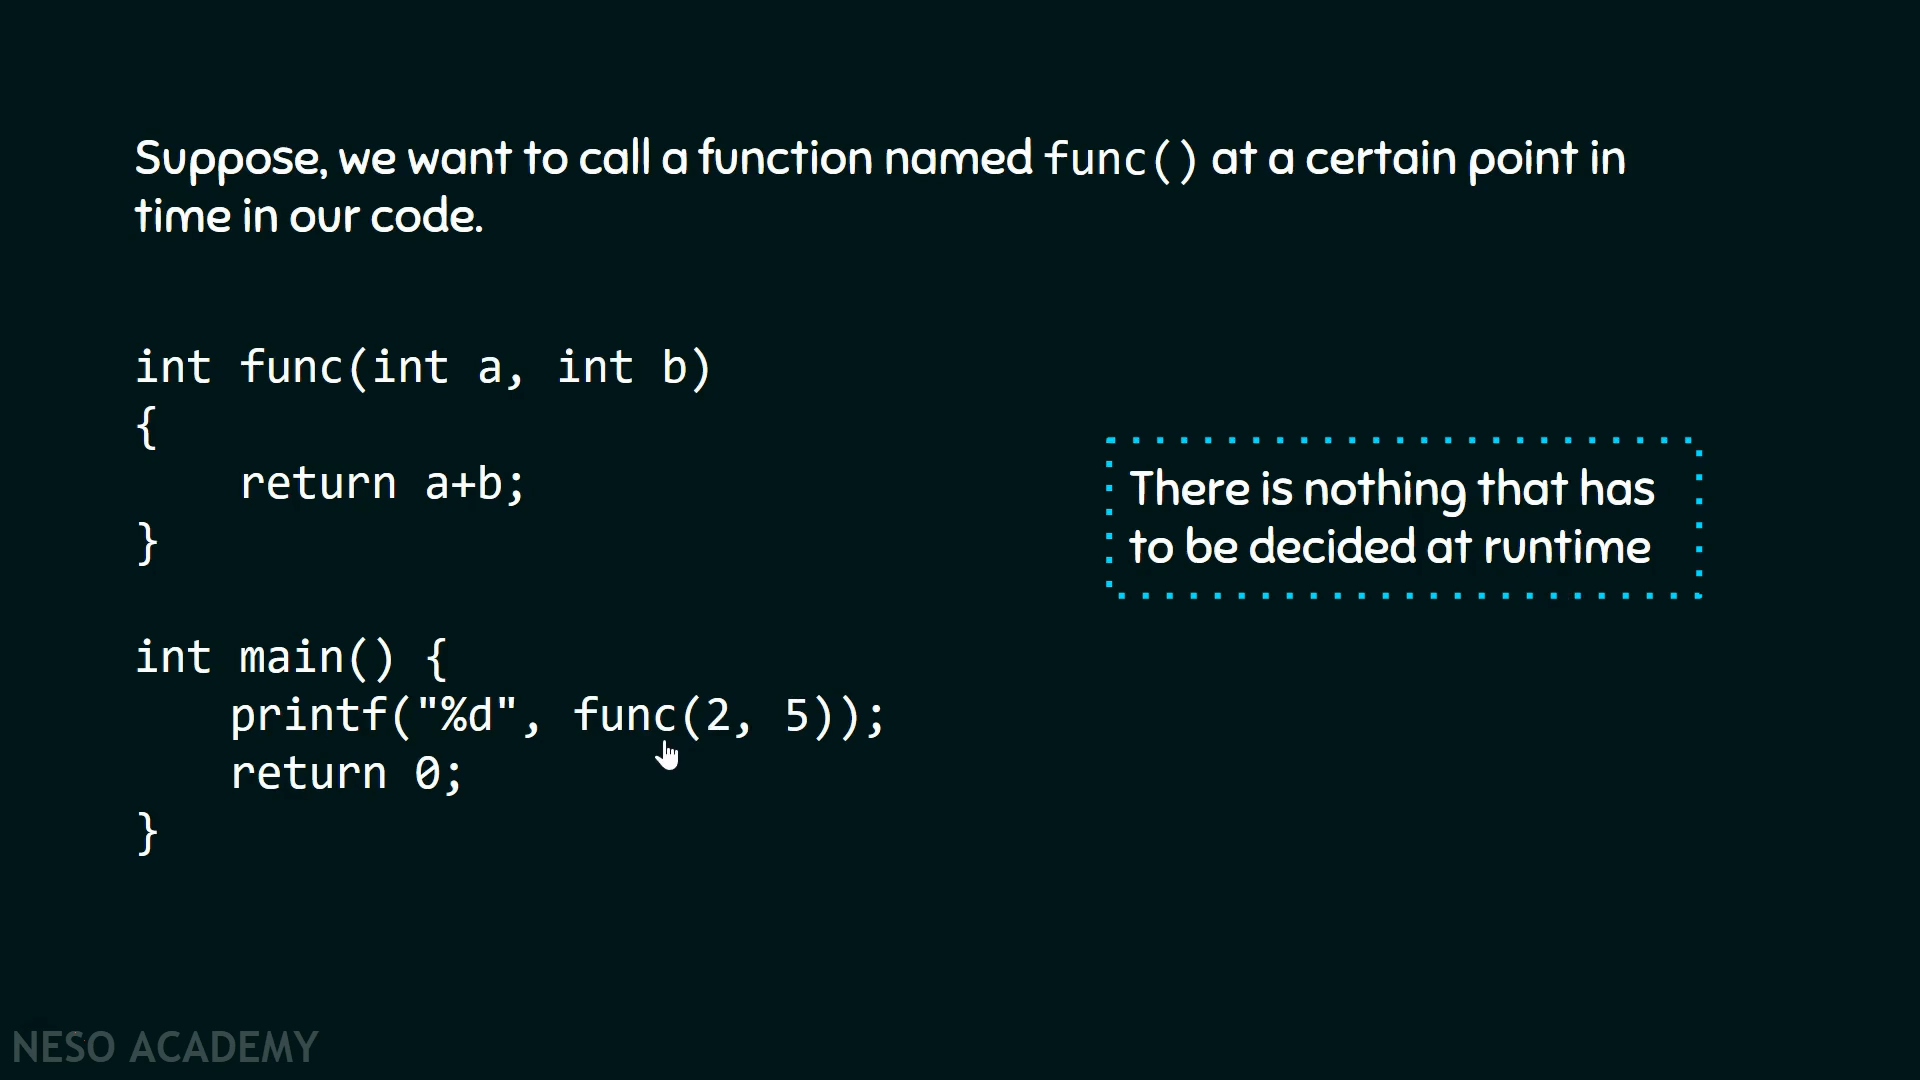 Suppose, we want to call a function named func() at a certain point in
time in our code.
int func(int a, int b)
{
return a+b;
}
There is nothing that has
to be decided at runtime
int main() {
printf("%d", func(2, 5));
return 0;
}
NESO ACADEMY